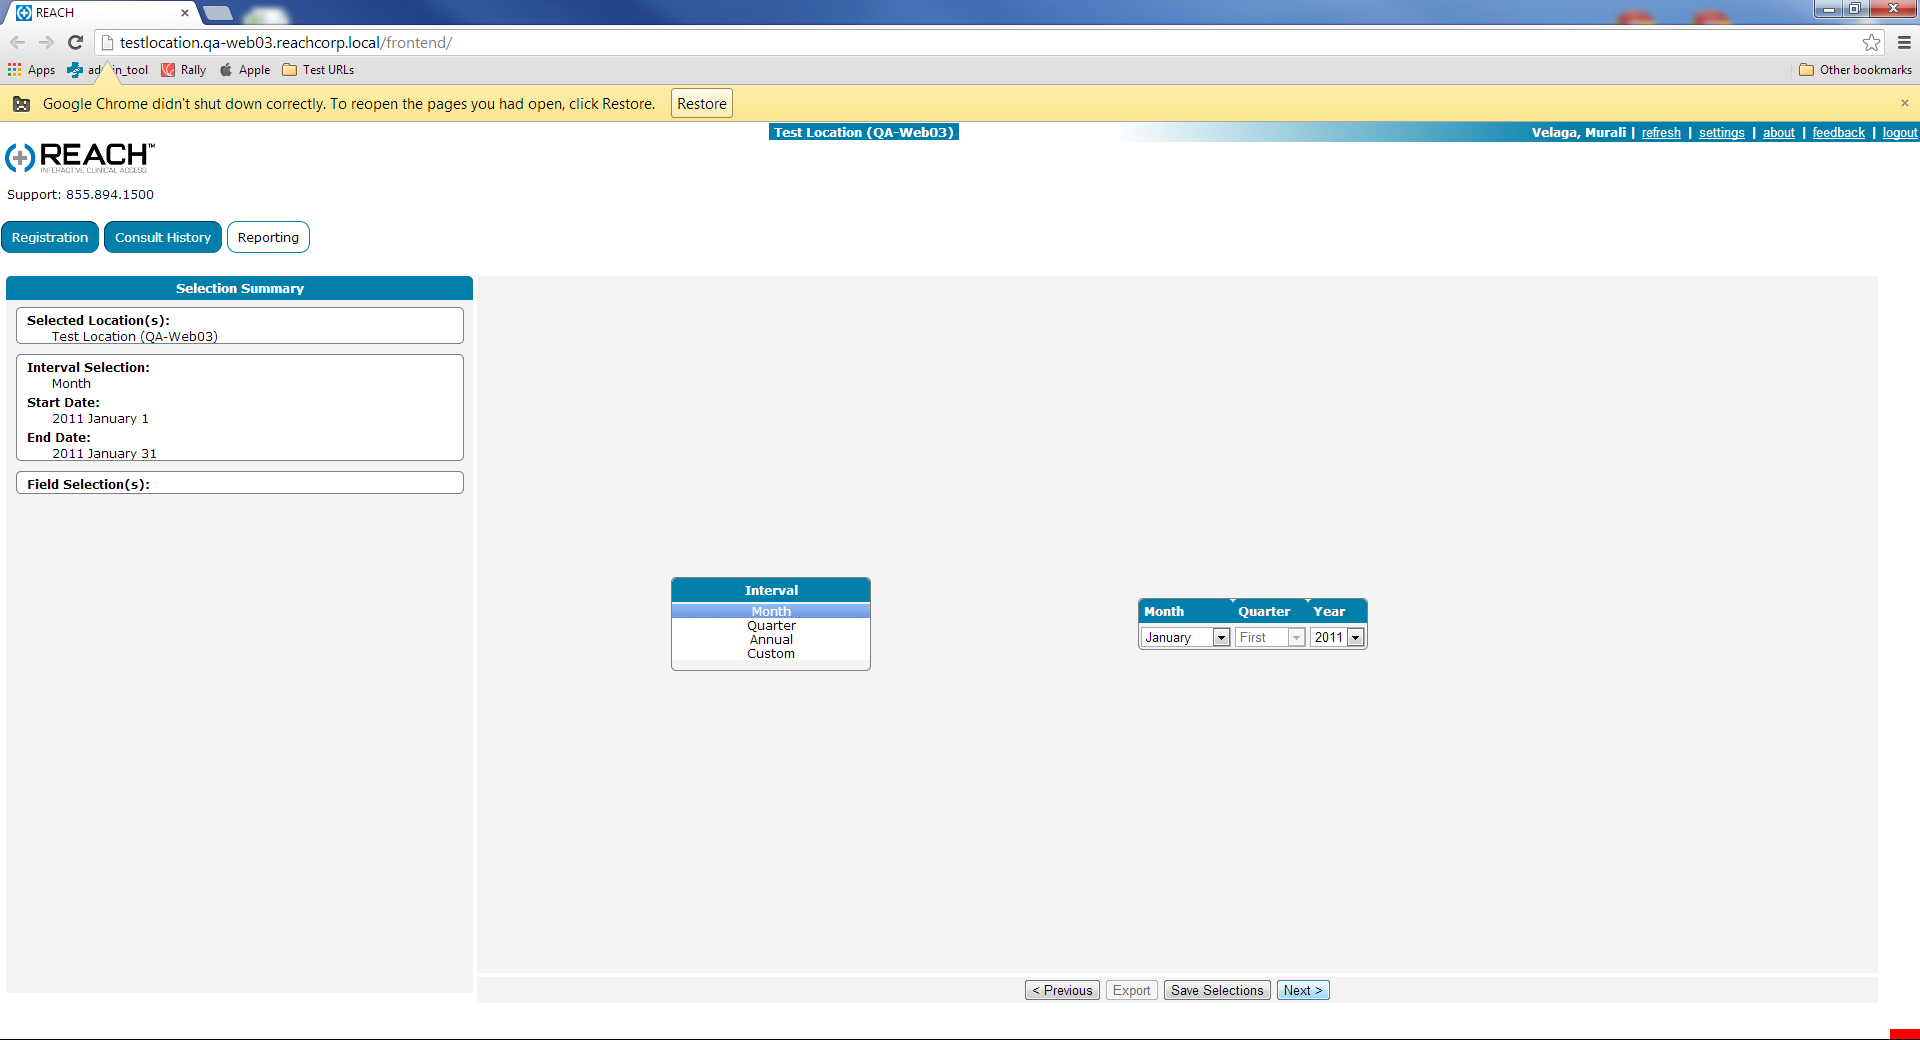 REACH
testlocation.qa-web03.reachcorp.local/frontend/
Apps Rally Apple Test URLs Other bookmarks
Google Chrome didn't shut down correctly. To reopen the pages you had open, click Restore. Restore
Test Location (QA-Web03) Velaga, Murali | refresh | settings | about | feedback | logout
REACH™
INTERACTIVE CLINICAL ACCESS
Support: 855.894.1500
Registration Consult History Reporting
Selection Summary
Selected Location(s):
Test Location (QA-Web03)
Interval Selection:
Month
Start Date:
2011 January 1
End Date:
2011 January 31
Field Selection(s):
Interval
Month
Quarter
Annual
Custom
Month Quarter Year
January First 2011
< Previous Export Save Selections Next >